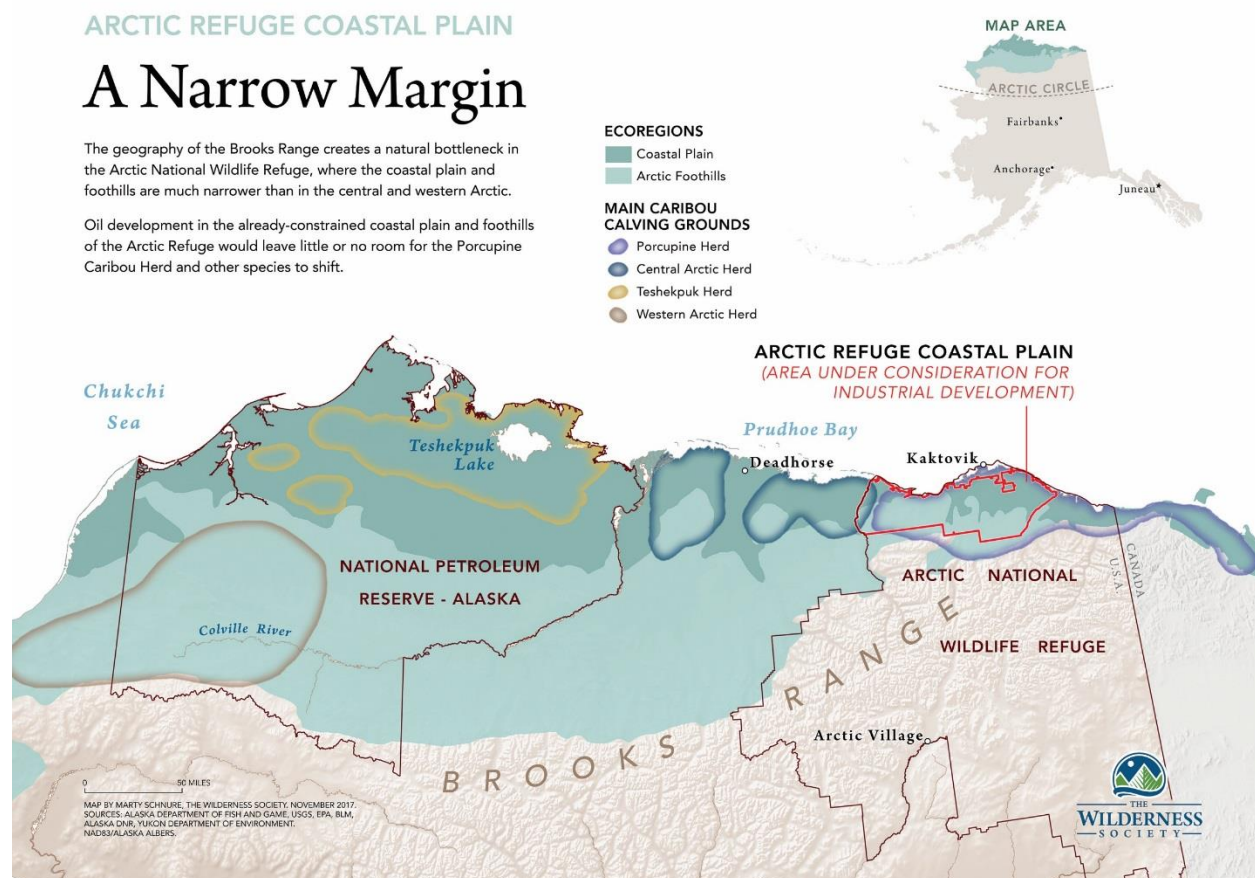 ARCTIC REFUGE COASTAL PLAIN
A Narrow Margin
The geography of the Brooks Range creates a natural bottleneck in
the Arctic National Wildlife Refuge, where the coastal plain and
foothills are much narrower than in the central and western Arctic.
Oil development in the already-constrained coastal plain and foothills
of the Arctic Refuge would leave little or no room for the Porcupine
Caribou Herd and other species to shift.
ECOREGIONS
Coastal Plain
Arctic Foothills
MAIN CARIBOU
CALVING GROUNDS
Porcupine Herd
Central Arctic Herd
Teshekpuk Herd
Western Arctic Herd
MAP AREA
ARCTIC CIRCLE
Fairbanks
Anchorage
Juneau
ARCTIC REFUGE COASTAL PLAIN
(AREA UNDER CONSIDERATION FOR
INDUSTRIAL DEVELOPMENT)
Chukchi
Sea
Teshekpuk
Lake
Prudhoe Bay
Deadhorse
Kaktovik
NATIONAL PETROLEUM
RESERVE - ALASKA
Colville River
ARCTIC NATIONAL
WILDLIFE REFUGE
CANADA
U.S.A.
BROOKS RANGE
Arctic Village
0 50 MILES
MAP BY MARTY SCHNURE, THE WILDERNESS SOCIETY. NOVEMBER 2017.
SOURCES: ALASKA DEPARTMENT OF FISH AND GAME, USGS, EPA, BLM,
ALASKA DNR, YUKON DEPARTMENT OF ENVIRONMENT.
NAD83/ALASKA ALBERS.
THE
WILDERNESS
SOCIETY